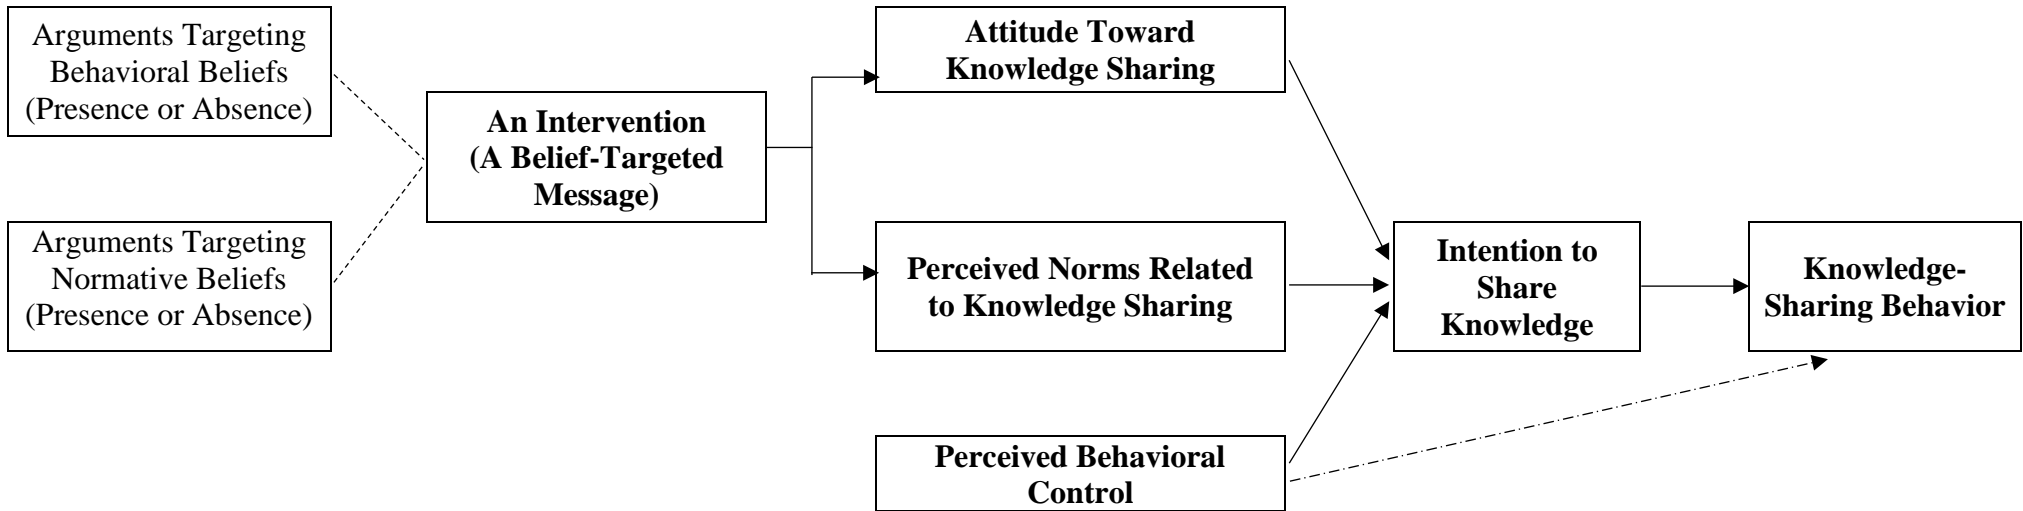 Arguments Targeting
Behavioral Beliefs
(Presence or Absence)
Arguments Targeting
Normative Beliefs
(Presence or Absence)
An Intervention
(A Belief-Targeted
Message)
Attitude Toward
Knowledge Sharing
Perceived Norms Related
to Knowledge Sharing
Perceived Behavioral
Control
Intention to
Share
Knowledge
Knowledge-
Sharing Behavior